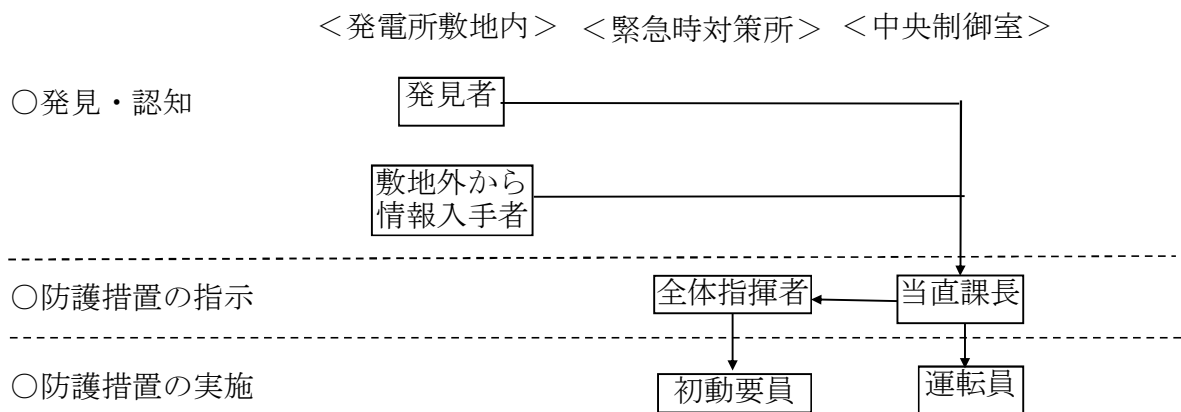 ＜発電所敷地内＞ ＜緊急時対策所＞ ＜中央制御室＞
○発見・認知
発見者
敷地外から
情報入手者
○防護措置の指示
全体指揮者
当直課長
○防護措置の実施
初動要員
運転員